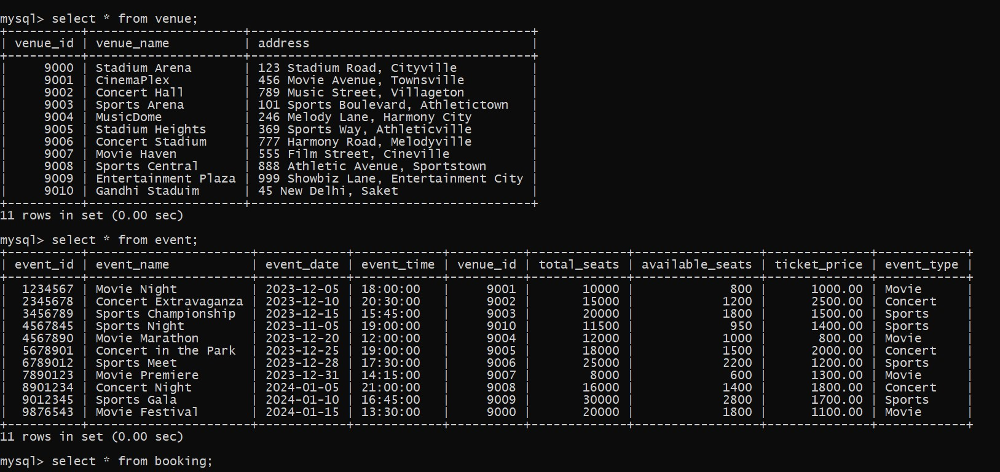 mysql> select * from venue;
+----------+---------------------+--------------------------------------+
| venue_id | venue_name          | address                              |
+----------+---------------------+--------------------------------------+
|     9000 | Stadium Arena       | 123 Stadium Road, Cityville          |
|     9001 | CinemaPlex          | 456 Movie Avenue, Townsville         |
|     9002 | Concert Hall        | 789 Music Street, Villageton         |
|     9003 | Sports Arena        | 101 Sports Boulevard, Athletictown   |
|     9004 | MusicDome           | 246 Melody Lane, Harmony City        |
|     9005 | Stadium Heights     | 369 Sports Way, Athleticville        |
|     9006 | Concert Stadium     | 777 Harmony Road, Melodyville        |
|     9007 | Movie Haven         | 555 Film Street, Cineville           |
|     9008 | Sports Central      | 888 Athletic Avenue, Sportstown      |
|     9009 | Entertainment Plaza | 999 Showbiz Lane, Entertainment City |
|     9010 | Gandhi Staduim      | 45 New Delhi, Saket                  |
+----------+---------------------+--------------------------------------+
11 rows in set (0.00 sec)

mysql> select * from event;
+----------+----------------------+------------+------------+----------+-------------+-----------------+--------------+------------+
| event_id | event_name           | event_date | event_time | venue_id | total_seats | available_seats | ticket_price | event_type |
+----------+----------------------+------------+------------+----------+-------------+-----------------+--------------+------------+
|  1234567 | Movie Night          | 2023-12-05 | 18:00:00   |     9001 |       10000 |             800 |      1000.00 | Movie      |
|  2345678 | Concert Extravaganza | 2023-12-10 | 20:30:00   |     9002 |       15000 |            1200 |      2500.00 | Concert    |
|  3456789 | Sports Championship  | 2023-12-15 | 15:45:00   |     9003 |       20000 |            1800 |      1500.00 | Sports     |
|  4567845 | Sports Night         | 2023-11-05 | 19:00:00   |     9010 |       11500 |             950 |      1400.00 | Sports     |
|  4567890 | Movie Marathon       | 2023-12-20 | 12:00:00   |     9004 |       12000 |            1000 |       800.00 | Movie      |
|  5678901 | Concert in the Park  | 2023-12-25 | 19:00:00   |     9005 |       18000 |            1500 |      2000.00 | Concert    |
|  6789012 | Sports Meet          | 2023-12-28 | 17:30:00   |     9006 |       25000 |            2200 |      1200.00 | Sports     |
|  7890123 | Movie Premiere       | 2023-12-31 | 14:15:00   |     9007 |        8000 |             600 |      1300.00 | Movie      |
|  8901234 | Concert Night        | 2024-01-05 | 21:00:00   |     9008 |       16000 |            1400 |      1800.00 | Concert    |
|  9012345 | Sports Gala          | 2024-01-10 | 16:45:00   |     9009 |       30000 |            2800 |      1700.00 | Sports     |
|  9876543 | Movie Festival       | 2024-01-15 | 13:30:00   |     9000 |       20000 |            1800 |      1100.00 | Movie      |
+----------+----------------------+------------+------------+----------+-------------+-----------------+--------------+------------+
11 rows in set (0.00 sec)

mysql> select * from booking;